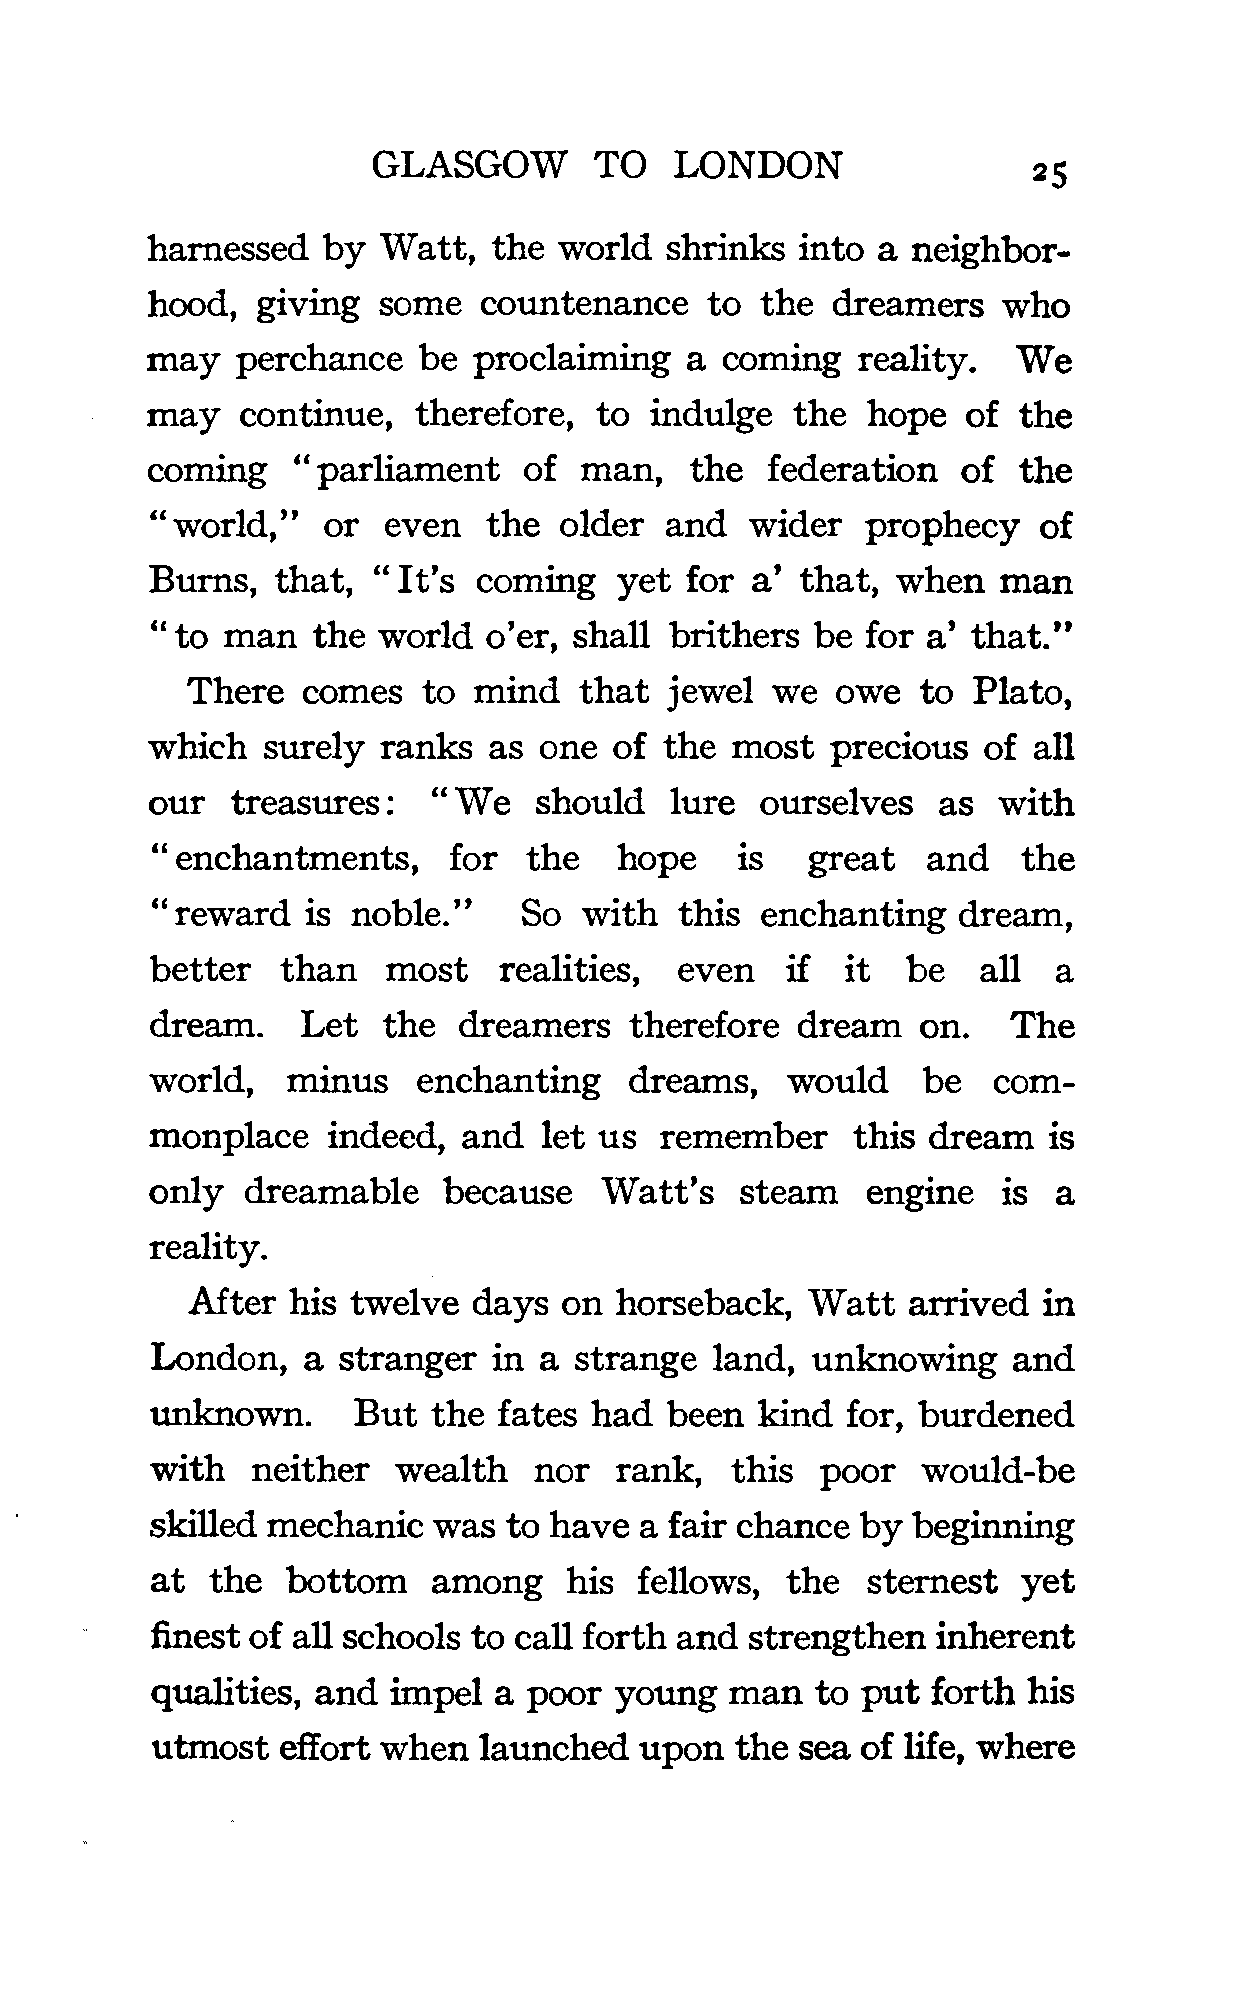 GLASGOW TO LONDON 25
harnessed by Watt, the world shrinks into a neighbor-
hood, giving some countenance to the dreamers who
may perchance be proclaiming a coming reality. We
may continue, therefore, to indulge the hope of the
coming "parliament of man, the federation of the
"world," or even the older and wider prophecy of
Burns, that, "It's coming yet for a' that, when man
"to man the world o'er, shall brithers be for a' that."
There comes to mind that jewel we owe to Plato,
which surely ranks as one of the most precious of all
our treasures: "We should lure ourselves as with
"enchantments, for the hope is great and the
"reward is noble." So with this enchanting dream,
better than most realities, even if it be all a
dream. Let the dreamers therefore dream on. The
world, minus enchanting dreams, would be com-
monplace indeed, and let us remember this dream is
only dreamable because Watt's steam engine is a
reality.
After his twelve days on horseback, Watt arrived in
London, a stranger in a strange land, unknowing and
unknown. But the fates had been kind for, burdened
with neither wealth nor rank, this poor would-be
skilled mechanic was to have a fair chance by beginning
at the bottom among his fellows, the sternest yet
finest of all schools to call forth and strengthen inherent
qualities, and impel a poor young man to put forth his
utmost effort when launched upon the sea of life, where